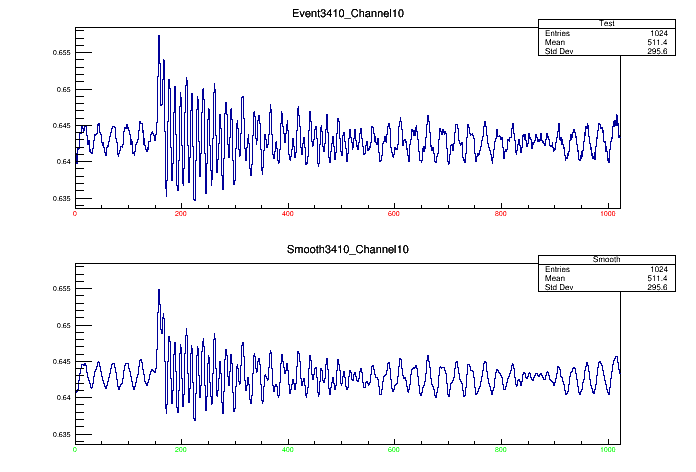 Event3410_Channel10
Test
Entries 1024
Mean 511.4
Std Dev 295.6
0.655
0.65
0.645
0.64
0.635
0 200 400 600 800 1000
Smooth3410_Channel10
Smooth
Entries 1024
Mean 511.4
Std Dev 295.6
0.655
0.65
0.645
0.64
0.635
0 200 400 600 800 1000